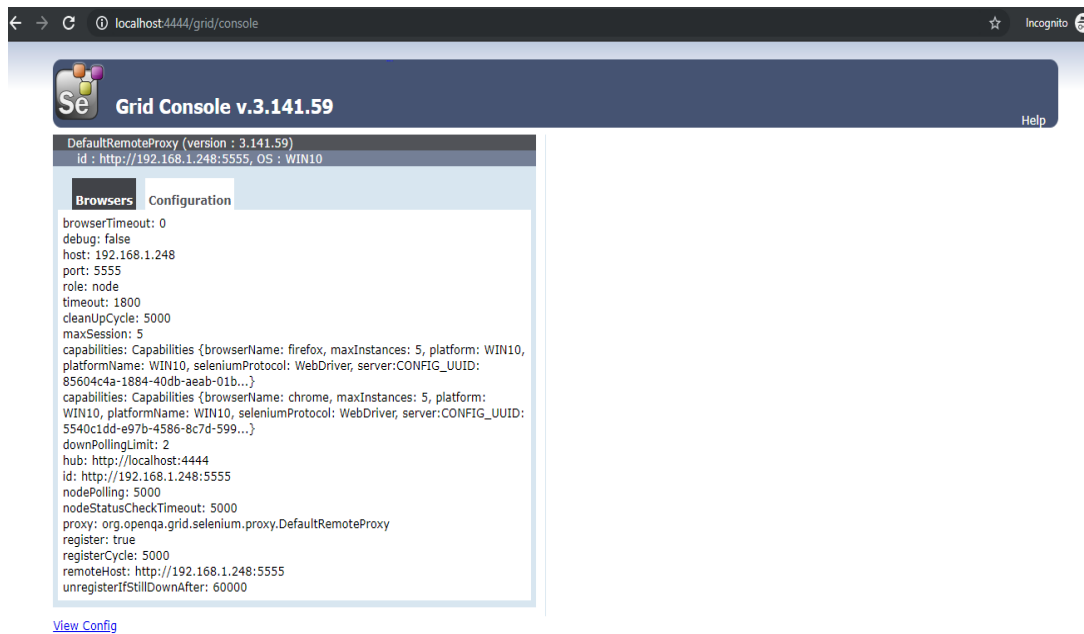 localhost:4444/grid/console
Incognito
Se
Grid Console v.3.141.59
Help
DefaultRemoteProxy (version : 3.141.59)
id : http://192.168.1.248:5555, OS : WIN10
Browsers Configuration
browserTimeout: 0
debug: false
host: 192.168.1.248
port: 5555
role: node
timeout: 1800
cleanUpCycle: 5000
maxSession: 5
capabilities: Capabilities {browserName: firefox, maxInstances: 5, platform: WIN10,
platformName: WIN10, seleniumProtocol: WebDriver, server:CONFIG_UUID:
85604c4a-1884-40db-aeab-01b...}
capabilities: Capabilities {browserName: chrome, maxInstances: 5, platform:
WIN10, platformName: WIN10, seleniumProtocol: WebDriver, server:CONFIG_UUID:
5540c1dd-e97b-4586-8c7d-599...}
downPollingLimit: 2
hub: http://localhost:4444
id: http://192.168.1.248:5555
nodePolling: 5000
nodeStatusCheckTimeout: 5000
proxy: org.openqa.grid.selenium.proxy.DefaultRemoteProxy
register: true
registerCycle: 5000
remoteHost: http://192.168.1.248:5555
unregisterIfStillDownAfter: 60000
View Config